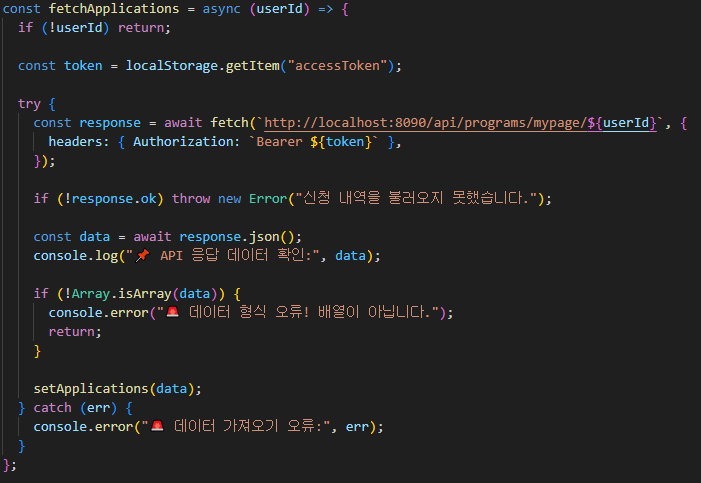 const fetchApplications = async (userId) => {
if (!userId) return;
const token = localStorage.getItem("accessToken");
try {
const response = await fetch(`http://localhost:8090/api/programs/mypage/${userId}`, {
headers: { Authorization: `Bearer ${token}` },
});
if (!response.ok) throw new Error("신청 내역을 불러오지 못했습니다.");
const data = await response.json();
console.log("📌 API 응답 데이터 확인:", data);
if (!Array.isArray(data)) {
console.error("🚨 데이터 형식 오류! 배열이 아닙니다.");
return;
}
setApplications(data);
} catch (err) {
console.error("🚨 데이터 가져오기 오류:", err);
}
};